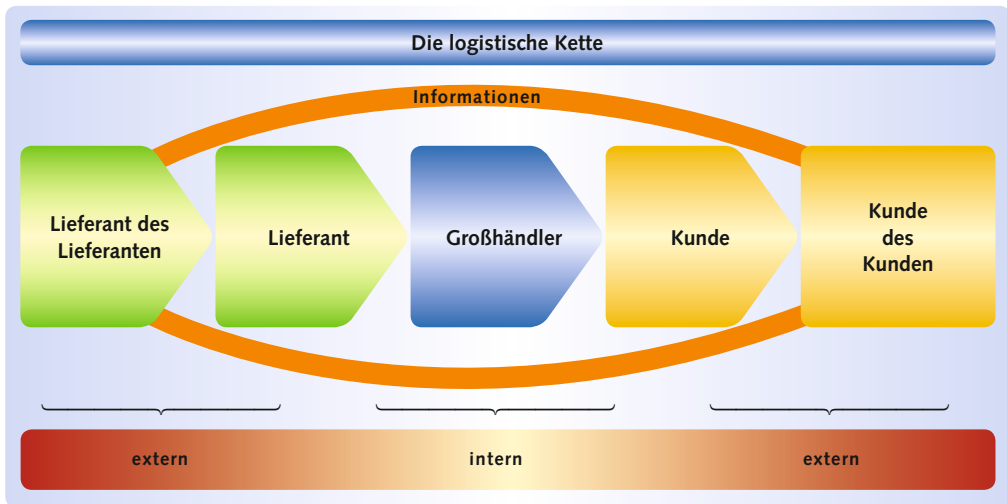 Die logistische Kette
Informationen
Lieferant des
Lieferanten
Lieferant
Großhändler
Kunde
Kunde
des
Kunden
extern
intern
extern